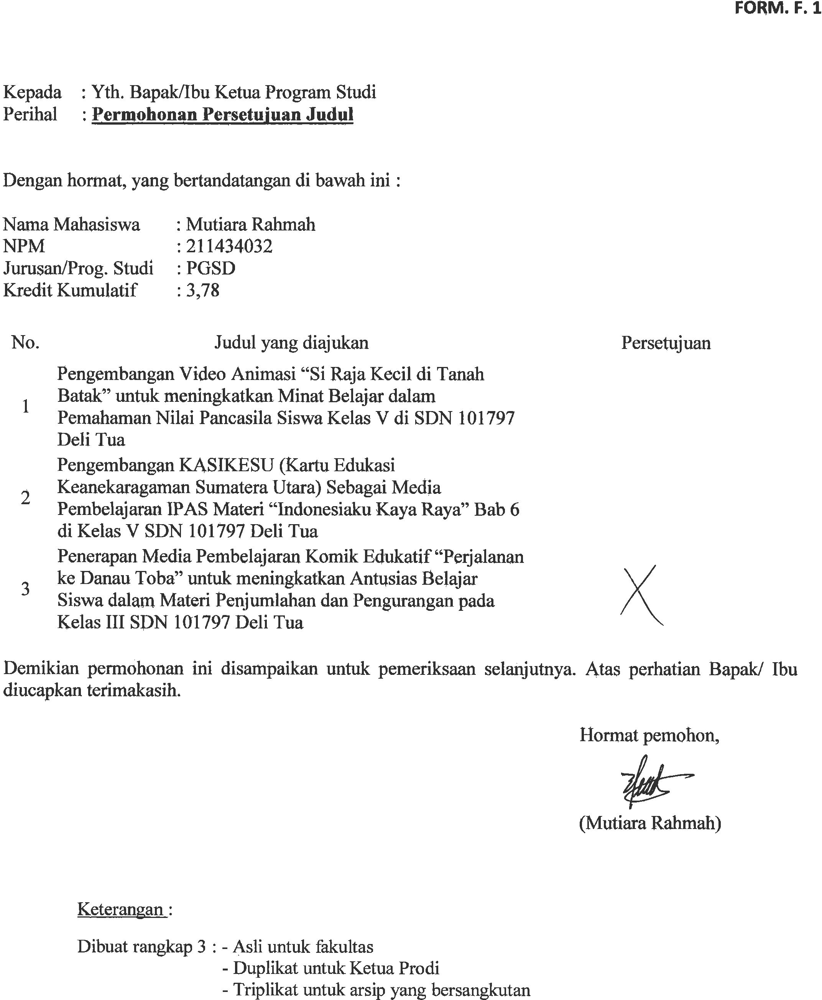 FORM. F. 1
Kepada : Yth. Bapak/Ibu Ketua Program Studi
Perihal : Permohonan Persetujuan Judul
Dengan hormat, yang bertandatangan di bawah ini :
Nama Mahasiswa : Mutiara Rahmah
NPM : 211434032
Jurusan/Prog. Studi : PGSD
Kredit Kumulatif : 3,78
No. Judul yang diajukan Persetujuan
1 Pengembangan Video Animasi “Si Raja Kecil di Tanah
Batak” untuk meningkatkan Minat Belajar dalam
Pemahaman Nilai Pancasila Siswa Kelas V di SDN 101797
Deli Tua
2 Pengembangan KASIKESU (Kartu Edukasi
Keanekaragaman Sumatera Utara) Sebagai Media
Pembelajaran IPAS Materi “Indonesiaku Kaya Raya” Bab 6
di Kelas V SDN 101797 Deli Tua
3 Penerapan Media Pembelajaran Komik Edukatif “Perjalanan
ke Danau Toba” untuk meningkatkan Antusias Belajar
Siswa dalam Materi Penjumlahan dan Pengurangan pada
Kelas III SDN 101797 Deli Tua
Demikian permohonan ini disampaikan untuk pemeriksaan selanjutnya. Atas perhatian Bapak/ Ibu
diucapkan terimakasih.
Hormat pemohon,
(Mutiara Rahmah)
Keterangan :
Dibuat rangkap 3 : - Asli untuk fakultas
- Duplikat untuk Ketua Prodi
- Triplikat untuk arsip yang bersangkutan